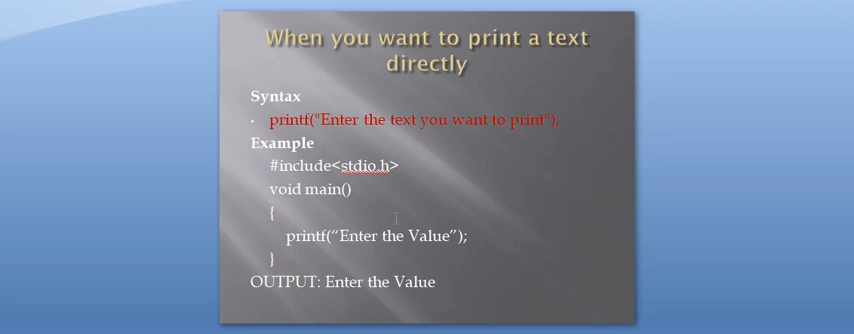 When you want to print a text
directly
Syntax
• printf("Enter the text you want to print");
Example
#include<stdio.h>
void main()
{
printf(“Enter the Value”);
}
OUTPUT: Enter the Value